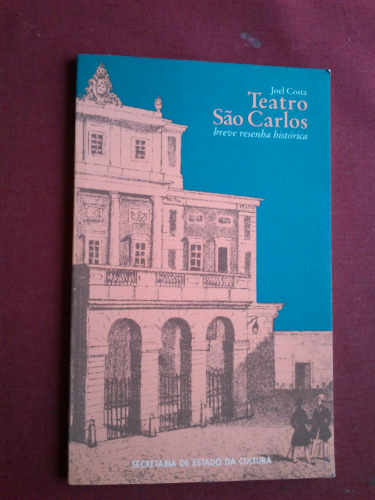 Joel Costa
Teatro
São Carlos
breve resenha histórica
SECRETARIA DE ESTADO DA CULTURA